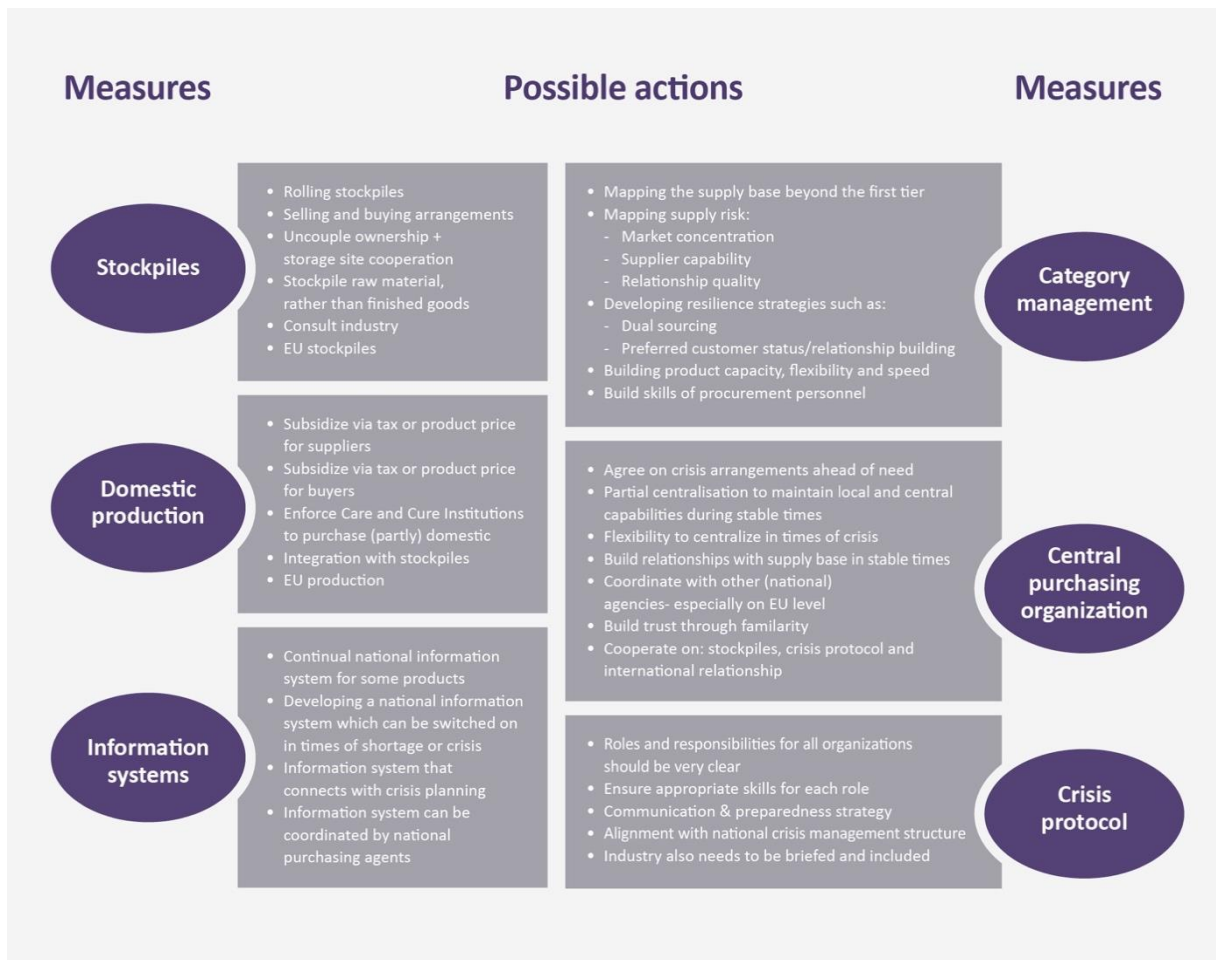 Measures
Possible actions
Measures
Stockpiles
• Rolling stockpiles
• Selling and buying arrangements
• Uncouple ownership +
storage site cooperation
• Stockpile raw material,
rather than finished goods
• Consult industry
• EU stockpiles
Domestic
production
• Subsidize via tax or product price
for suppliers
• Subsidize via tax or product price
for buyers
• Enforce Care and Cure Institutions
to purchase (partly) domestic
• Integration with stockpiles
• EU production
Information
systems
• Continual national information
system for some products
• Developing a national information
system which can be switched on
in times of shortage or crisis
• Information system that
connects with crisis planning
• Information system can be
coordinated by national
purchasing agents
• Mapping the supply base beyond the first tier
• Mapping supply risk:
- Market concentration
- Supplier capability
- Relationship quality
• Developing resilience strategies such as:
- Dual sourcing
- Preferred customer status/relationship building
• Building product capacity, flexibility and speed
• Build skills of procurement personnel
Category
management
• Agree on crisis arrangements ahead of need
• Partial centralisation to maintain local and central
capabilities during stable times
• Flexibility to centralize in times of crisis
• Build relationships with supply base in stable times
• Coordinate with other (national)
agencies- especially on EU level
• Build trust through familarity
• Cooperate on: stockpiles, crisis protocol and
international relationship
Central
purchasing
organization
• Roles and responsibilities for all organizations
should be very clear
• Ensure appropriate skills for each role
• Communication & preparedness strategy
• Alignment with national crisis management structure
• Industry also needs to be briefed and included
Crisis
protocol